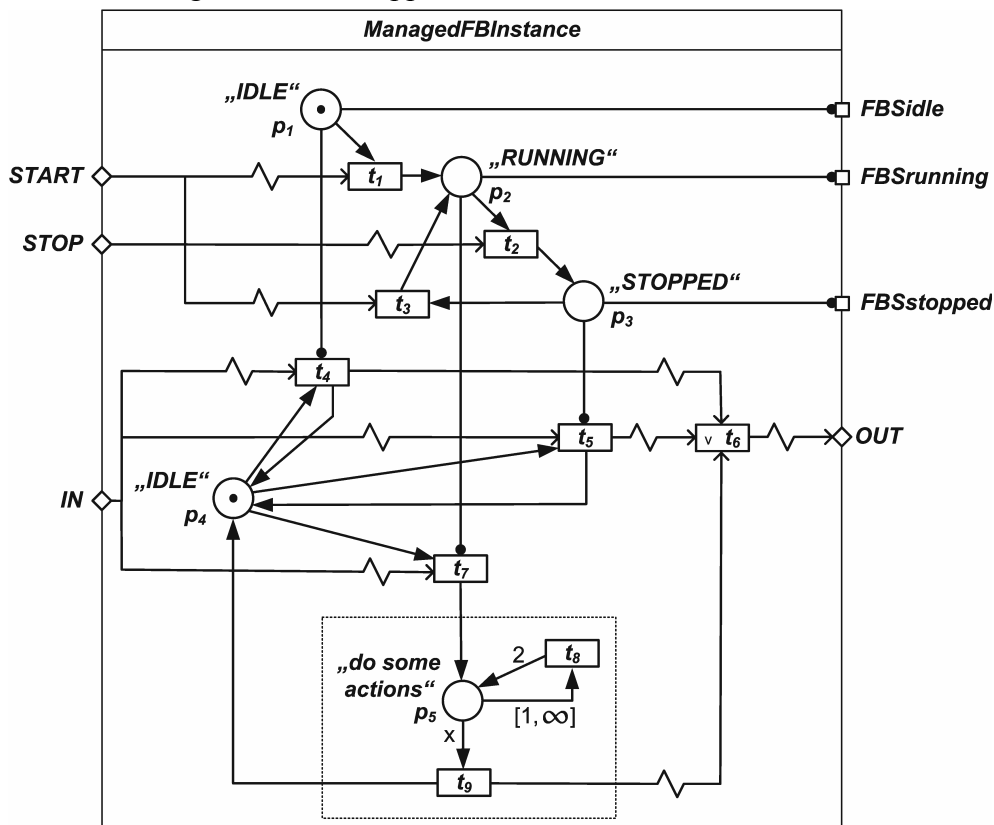 ManagedFBInstance
„IDLE“
p1
FBSidle
START
t1
„RUNNING“
p2
FBSrunning
STOP
t2
t3
„STOPPED“
p3
FBSstopped
t4
t5
v t6
OUT
„IDLE“
p4
IN
t7
„do some
actions“
p5
2
t8
[1,∞]
x
t9